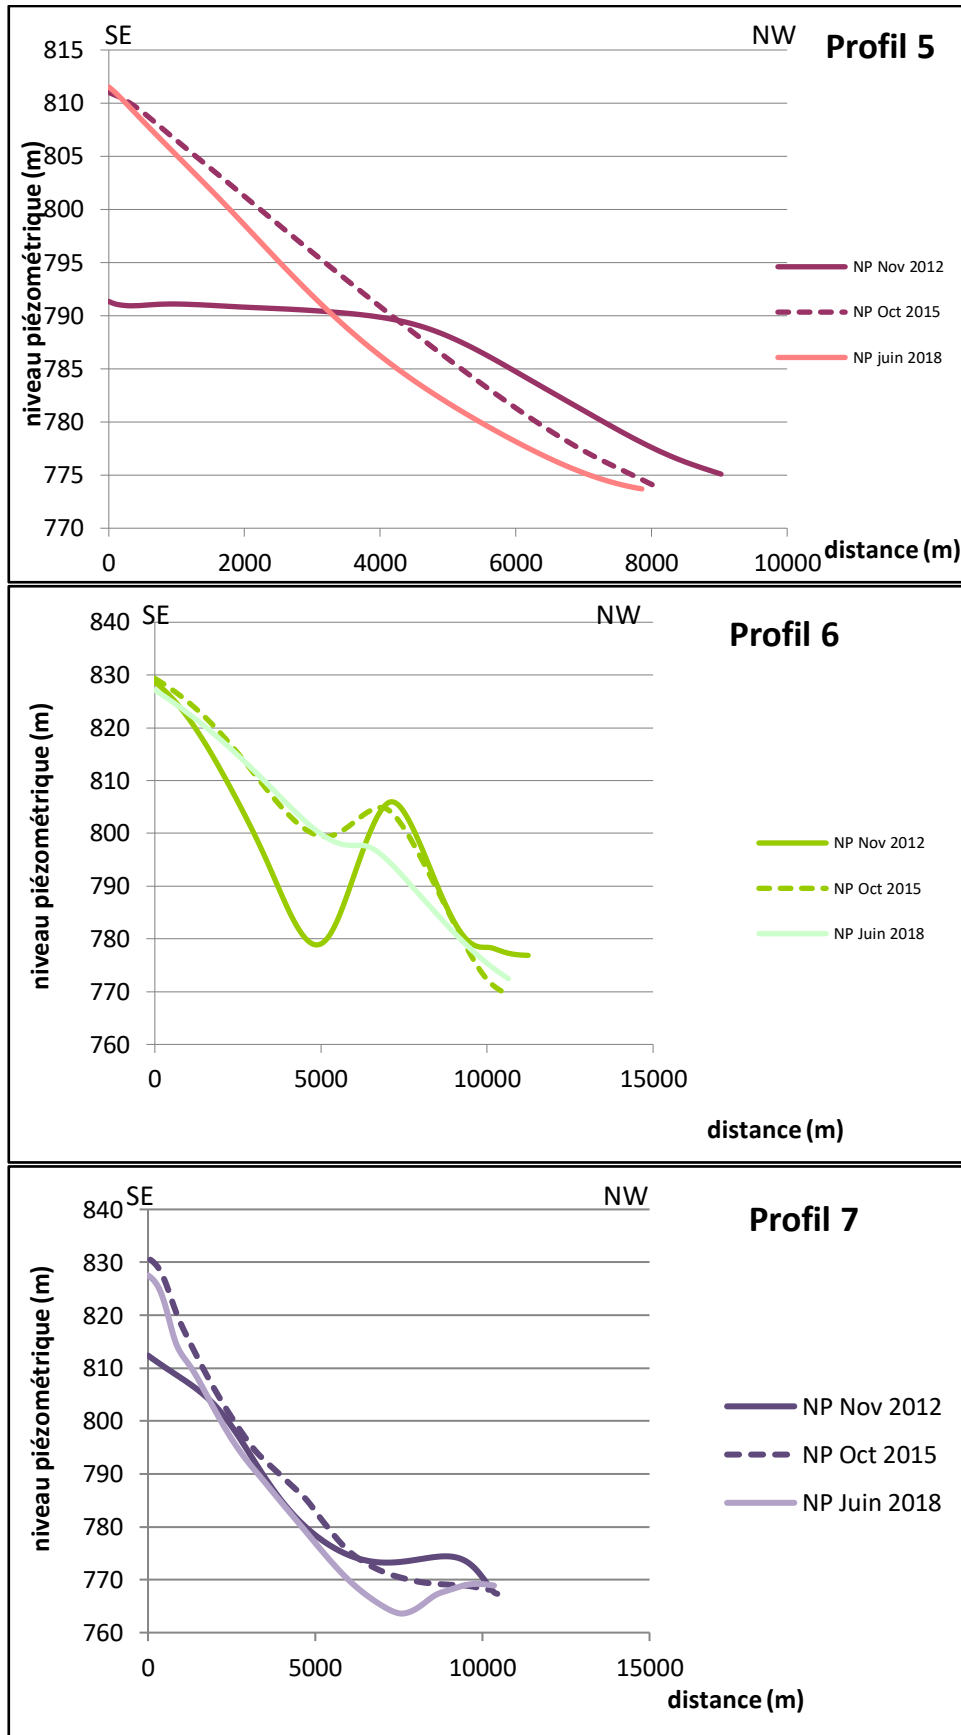 SE NW Profil 5
815
810
805
800
795
790
785
780
775
770
niveau piézométrique (m)
NP Nov 2012
NP Oct 2015
NP juin 2018
0 2000 4000 6000 8000 10000
distance (m)
SE NW Profil 6
840
830
820
810
800
790
780
770
760
niveau piézométrique (m)
NP Nov 2012
NP Oct 2015
NP Juin 2018
0 5000 10000 15000
distance (m)
SE NW Profil 7
840
830
820
810
800
790
780
770
760
niveau piézométrique (m)
NP Nov 2012
NP Oct 2015
NP Juin 2018
0 5000 10000 15000
distance (m)